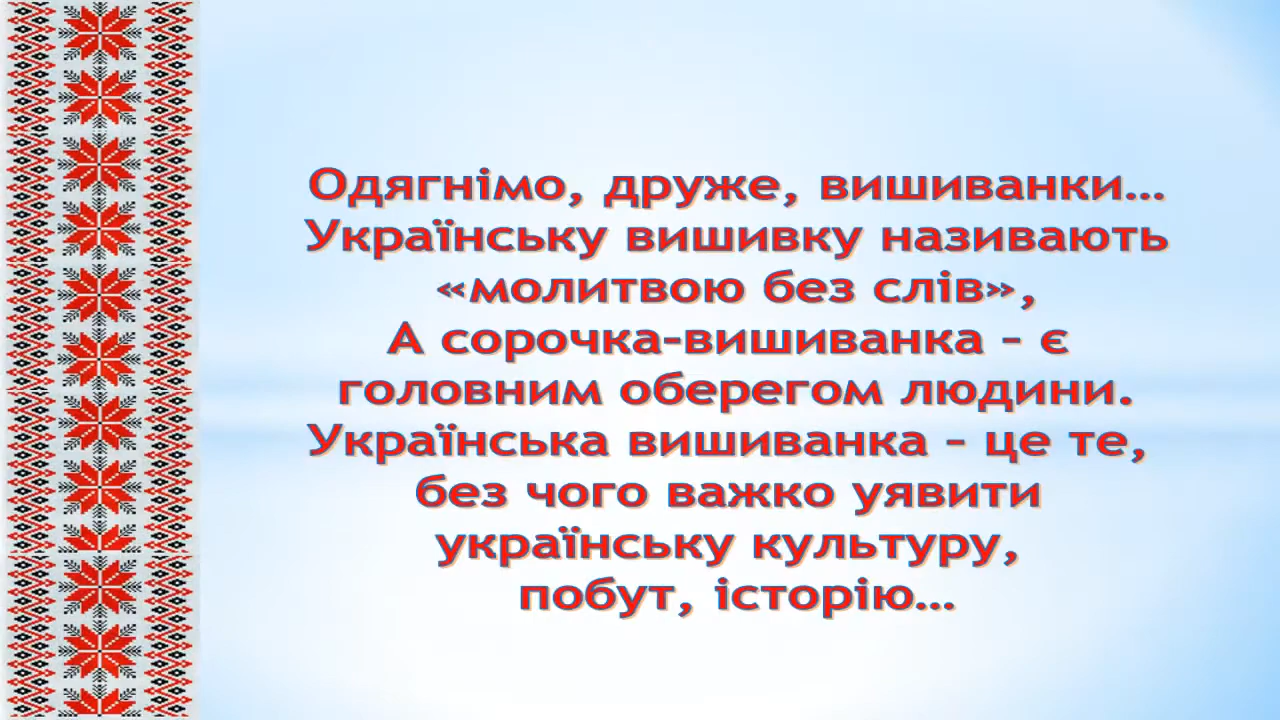 Одягнімо, друже, вишиванки...
Українську вишивку називають
«молитвою без слів»,
А сорочка-вишиванка – є
головним оберегом людини.
Українська вишиванка – це те,
без чого важко уявити
українську культуру,
побут, історію...